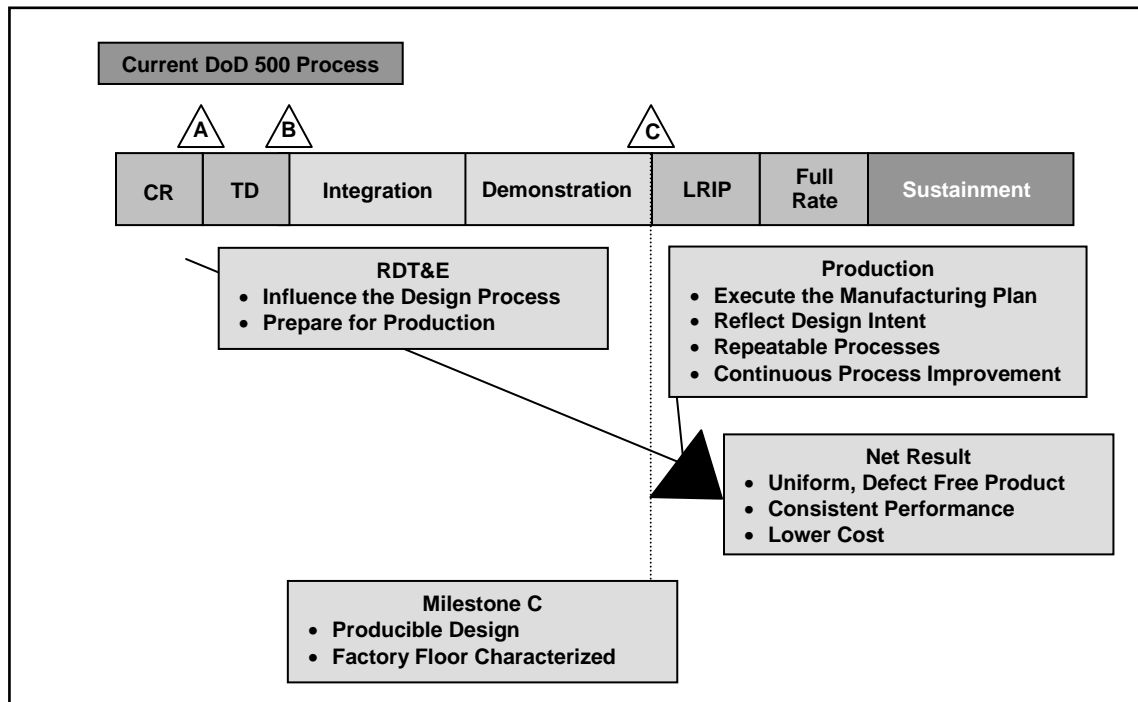 Current DoD 500 Process
A B C
CR TD Integration Demonstration LRIP Full Rate Sustainment
RDT&E
• Influence the Design Process
• Prepare for Production
Production
• Execute the Manufacturing Plan
• Reflect Design Intent
• Repeatable Processes
• Continuous Process Improvement
Net Result
• Uniform, Defect Free Product
• Consistent Performance
• Lower Cost
Milestone C
• Producible Design
• Factory Floor Characterized